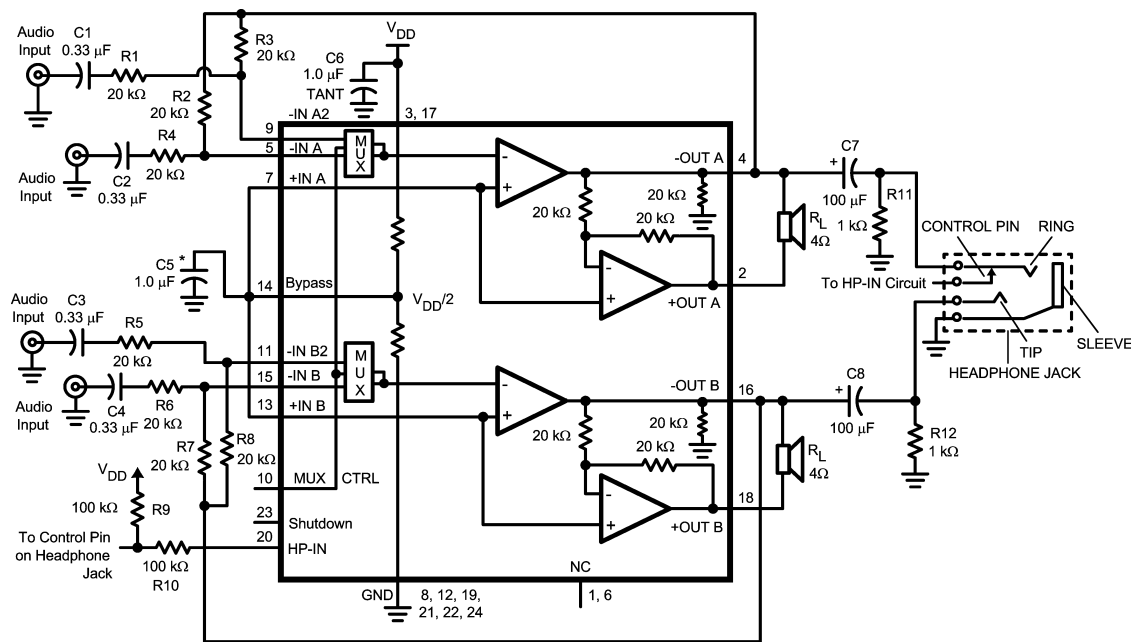 Audio
Input
C1
0.33 μF
R1
20 kΩ
R3
20 kΩ
R2
20 kΩ
R4
20 kΩ
Audio
Input
C2
0.33 μF
VDD
C6
1.0 μF
TANT
3, 17
-IN A2
9
5
-IN A
7
+IN A
MUX
-
+
20 kΩ
20 kΩ
20 kΩ
-
+
-OUT A
4
+OUT A
2
RL
4Ω
+
C7
100 μF
R11
1 kΩ
CONTROL PIN
RING
To HP-IN Circuit
TIP
SLEEVE
HEADPHONE JACK
C5
*
1.0 μF
14
Bypass
VDD/2
Audio
Input
C3
0.33 μF
R5
20 kΩ
11
-IN B2
15
-IN B
13
+IN B
MUX
Audio
Input
C4
0.33 μF
R6
20 kΩ
R7
20 kΩ
R8
20 kΩ
-
+
20 kΩ
20 kΩ
20 kΩ
-
+
-OUT B
16
+OUT B
18
RL
4Ω
+
C8
100 μF
R12
1 kΩ
10
MUX
CTRL
23
Shutdown
20
HP-IN
VDD
100 kΩ
R9
To Control Pin
on Headphone
Jack
100 kΩ
R10
GND
8, 12, 19,
21, 22, 24
NC
1, 6